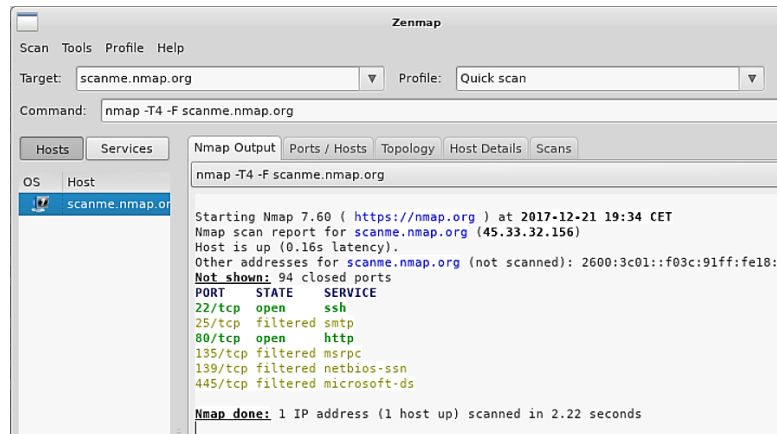 Zenmap
Scan Tools Profile Help
Target: scanme.nmap.org Profile: Quick scan
Command: nmap -T4 -F scanme.nmap.org
Hosts Services Nmap Output Ports / Hosts Topology Host Details Scans
nmap -T4 -F scanme.nmap.org
OS Host
scanme.nmap.or
Starting Nmap 7.60 ( https://nmap.org ) at 2017-12-21 19:34 CET
Nmap scan report for scanme.nmap.org (45.33.32.156)
Host is up (0.16s latency).
Other addresses for scanme.nmap.org (not scanned): 2600:3c01::f03c:91ff:fe18:
Not shown: 94 closed ports
PORT STATE SERVICE
22/tcp open ssh
25/tcp filtered smtp
80/tcp open http
135/tcp filtered msrpc
139/tcp filtered netbios-ssn
445/tcp filtered microsoft-ds
Nmap done: 1 IP address (1 host up) scanned in 2.22 seconds